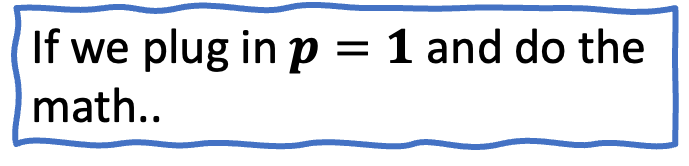 If we plug in p = 1 and do the
math..